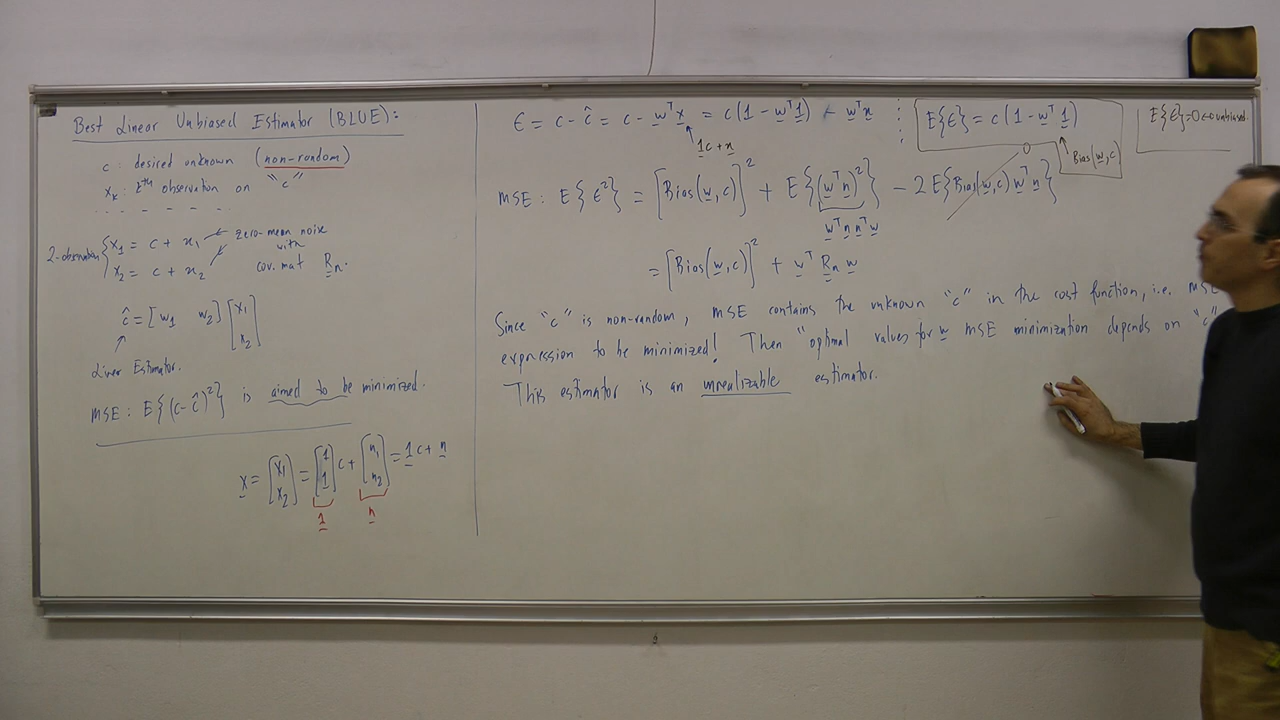 Best Linear Unbiased Estimator (BLUE):
c : desired unknown (non-random)
x_k : k^th observation on "c"
2-observation { x_1 = c + n_1 ← zero-mean noise
x_2 = c + n_2 with
cov. mat R_n.
ĉ = [w_1 w_2] [x_1 x_2]
Liner Estimator.
MSE: E{(c-ĉ)^2} is aimed to be minimized.
x = [x_1 x_2] = [1 1] c + [n_1 n_2] = 1c + n
1 n
ϵ = c - ĉ = c - w^T x = c(1 - w^T 1) - w^T n
1c + n
E{ϵ} = c(1 - w^T 1)
Bias(w,c)
E{ϵ}=0 ↔ unbiased.
MSE: E{ϵ^2} = [Bias(w,c)]^2 + E{(w^T n)^2} - 2E{Bias(w,c) w^T n}
0
w^T n n^T w
= [Bias(w,c)]^2 + w^T R_n w
Since "c" is non-random, MSE contains the unknown "c" in the cost function, i.e. MSE
expression to be minimized! Then "optimal values for w MSE minimization depends on "c"
This estimator is an unrealizable estimator.